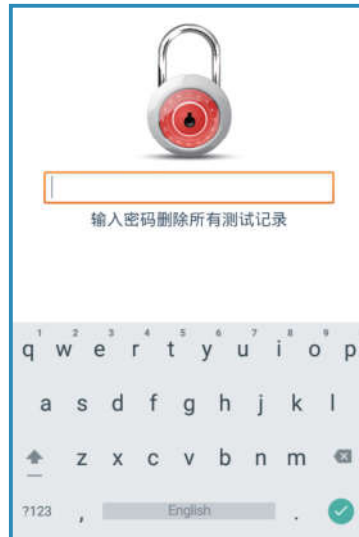 输入密码删除所有测试记录
1 2 3 4 5 6 7 8 9
q w e r t y u i o p
a s d f g h j k l
z x c v b n m
?123 , English .